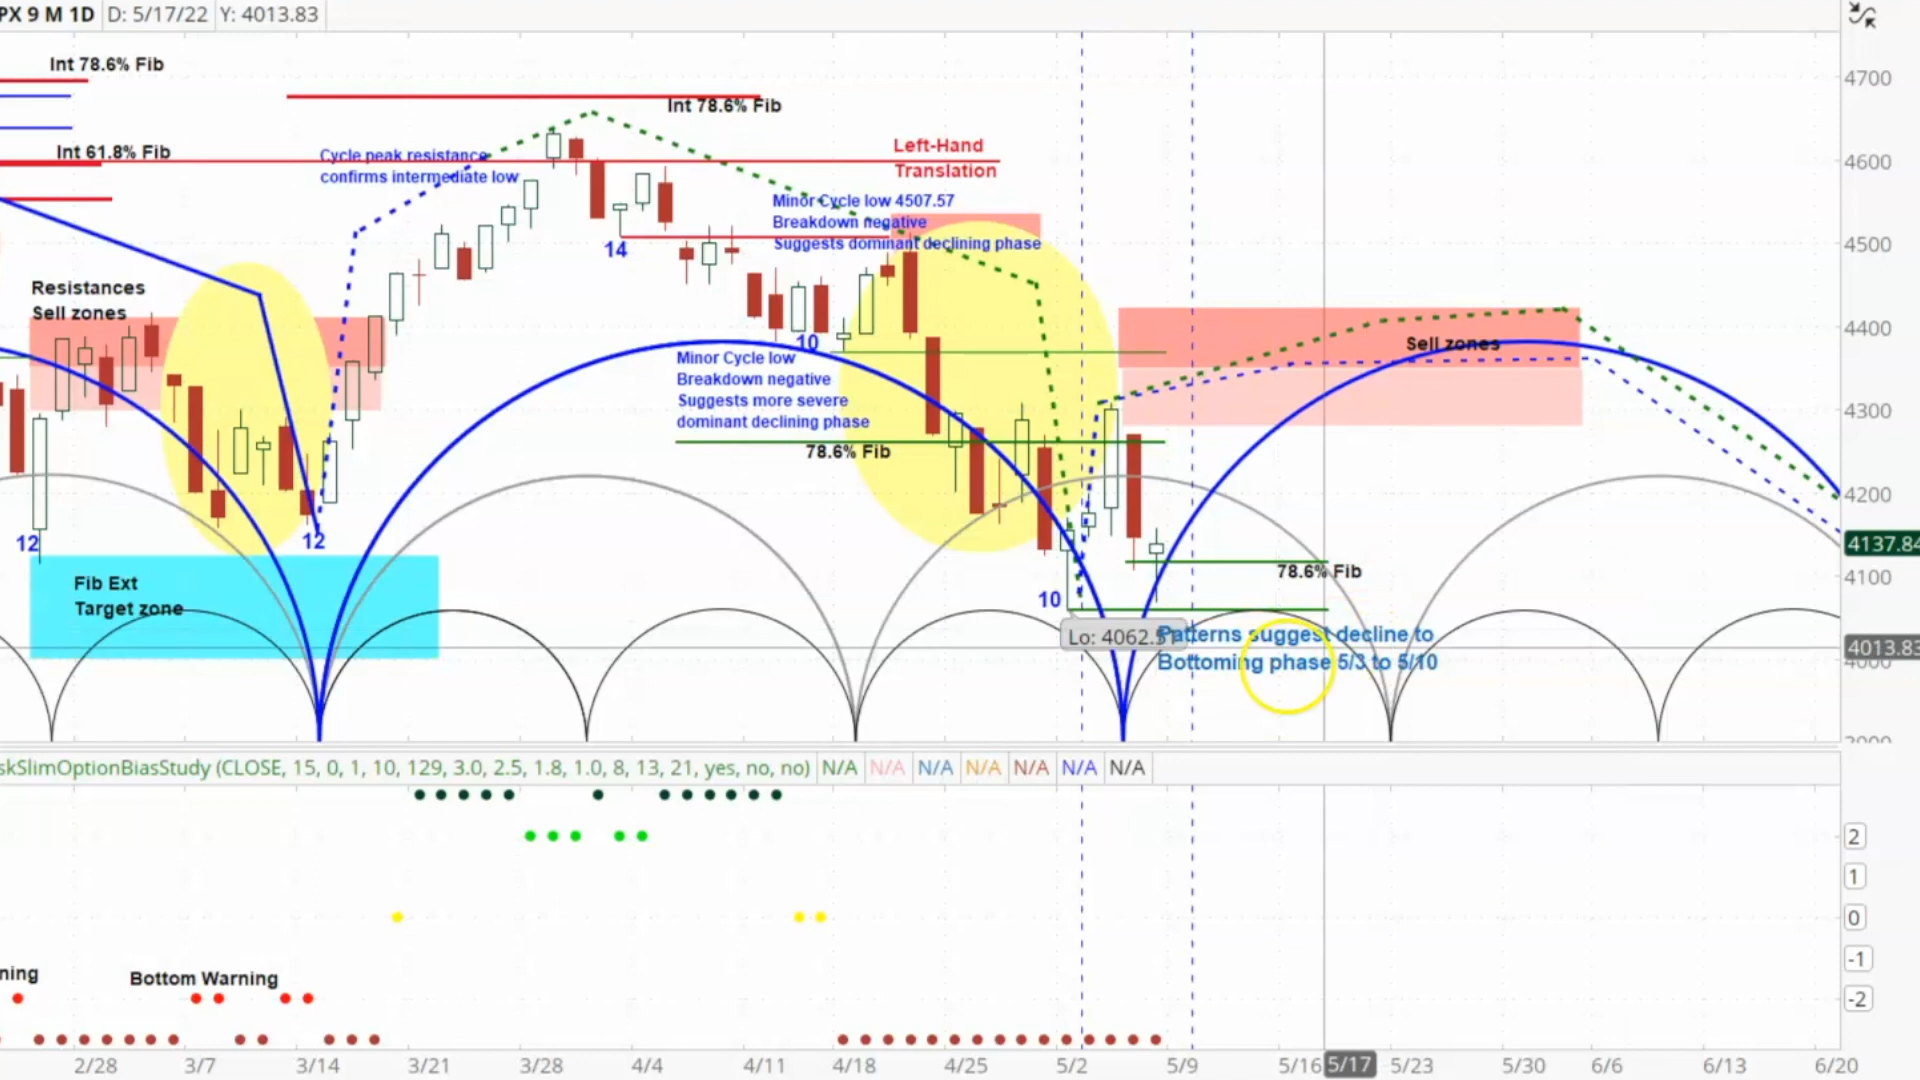 PX 9 M 1D D: 5/17/22 Y: 4013.83
Int 78.6% Fib
Int 78.6% Fib
4700
Int 61.8% Fib
Cycle peak resistance
confirms intermediate low
Left-Hand
Translation
4600
Minor Cycle low 4507.57
Breakdown negative
Suggests dominant declining phase
14
4500
Resistances
Sell zones
4400
10
Sell zones
Minor Cycle low
Breakdown negative
Suggests more severe
dominant declining phase
4300
78.6% Fib
4200
12
12
4137.84
78.6% Fib
4100
Fib Ext
Target zone
10
Lo: 4062.51
Patterns suggest decline to
Bottoming phase 5/3 to 5/10
4013.83
4000
skSlimOptionBiasStudy (CLOSE, 15, 0, 1, 10, 129, 3.0, 2.5, 1.8, 1.0, 8, 13, 21, yes, no, no) N/A N/A N/A N/A N/A N/A N/A
2
1
0
-1
-2
ning
Bottom Warning
2/28 3/7 3/14 3/21 3/28 4/4 4/11 4/18 4/25 5/2 5/9 5/16 5/17 5/23 5/30 6/6 6/13 6/20